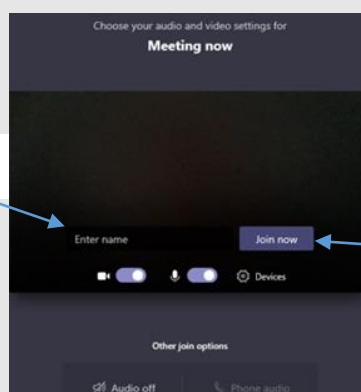 Choose your audio and video settings for
Meeting now
Enter name
Join now
Devices
Other join options
Audio off
Phone audio